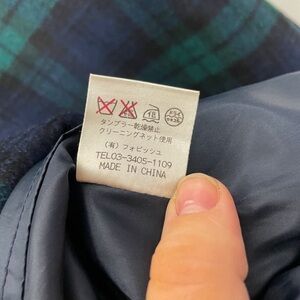 タンブラー乾燥禁止
クリーニングネット使用
(有)フォビッシュ
TEL03-3405-1109
MADE IN CHINA